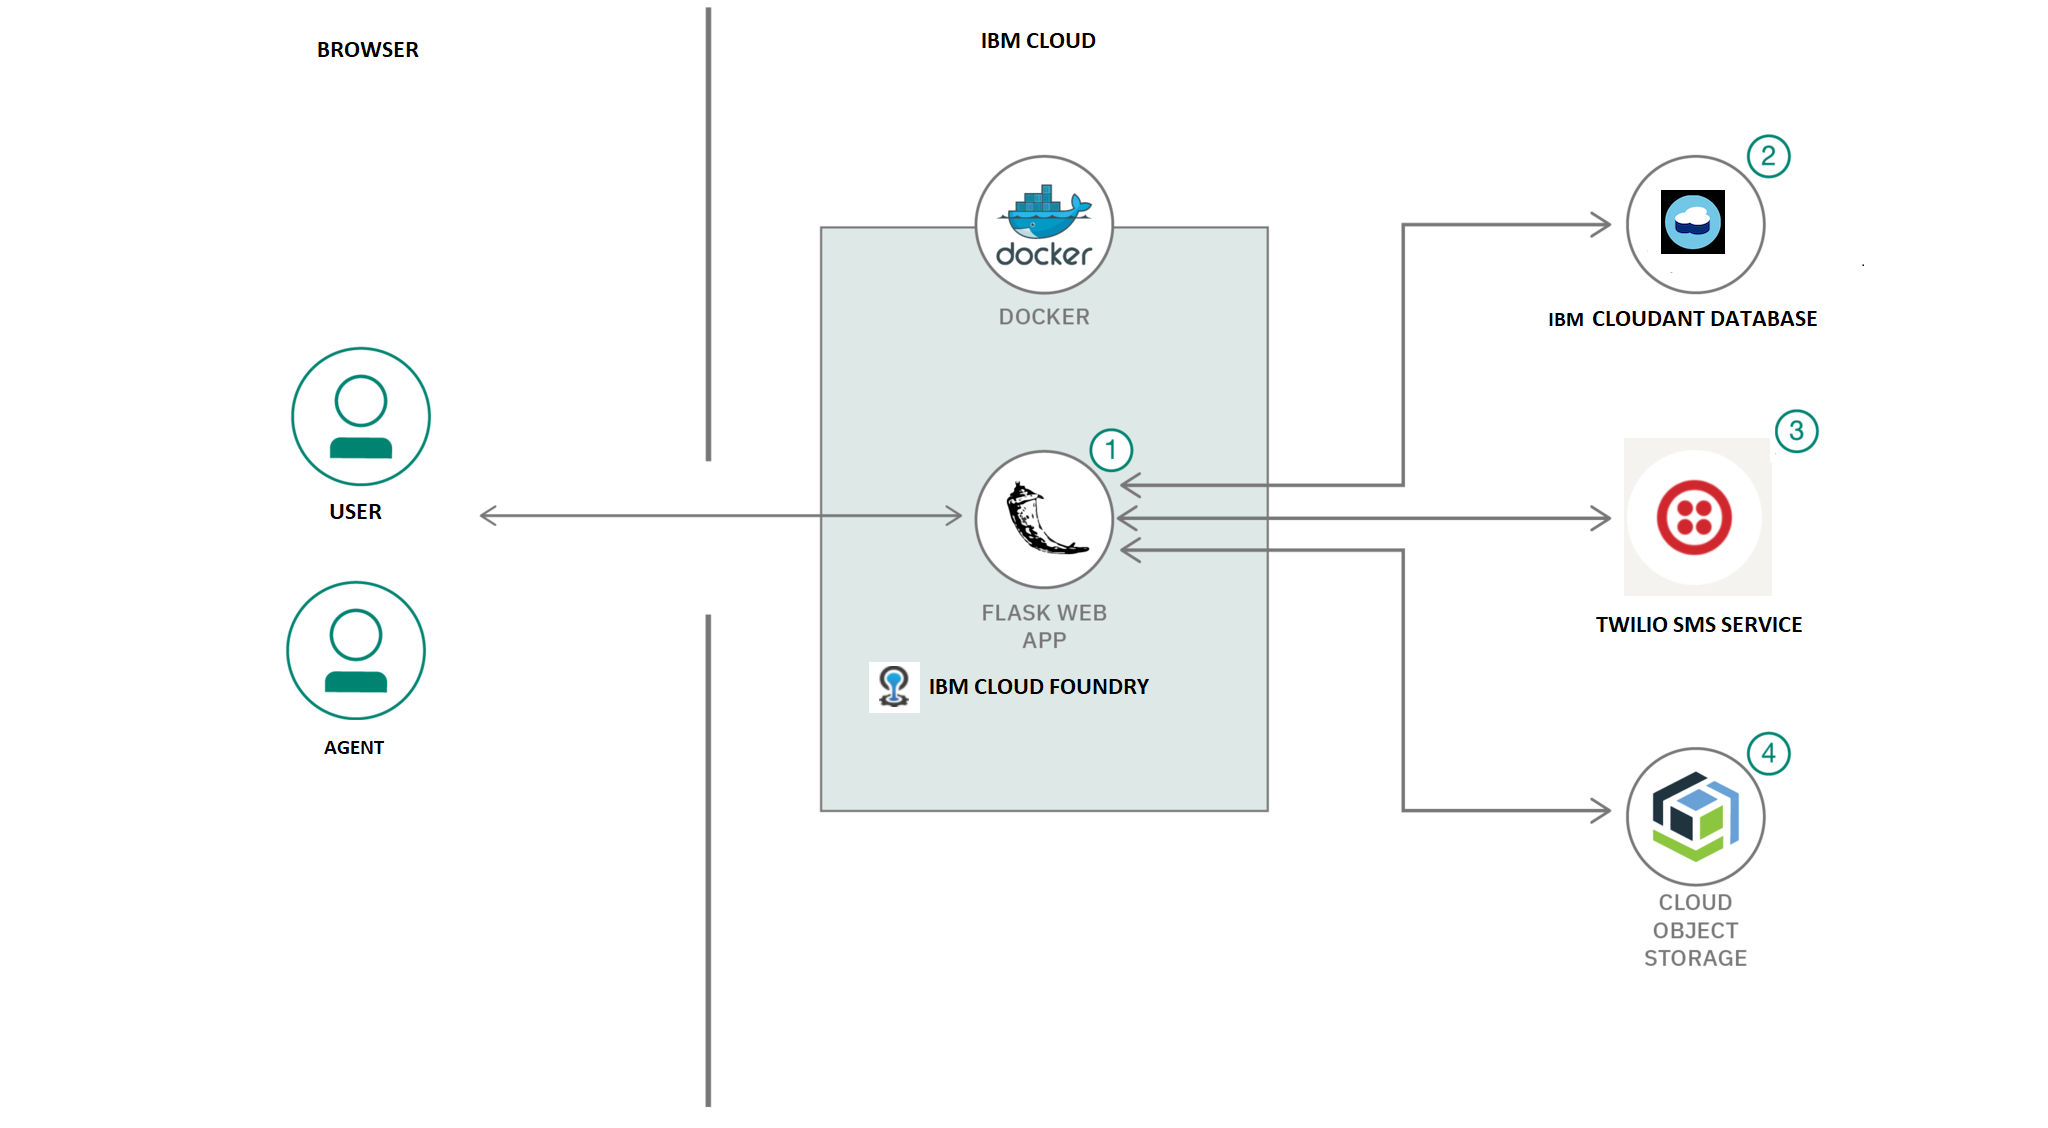 BROWSER
IBM CLOUD
docker
DOCKER
2
IBM CLOUDANT DATABASE
USER
1
FLASK WEB
APP
IBM CLOUD FOUNDRY
3
TWILIO SMS SERVICE
AGENT
4
CLOUD
OBJECT
STORAGE